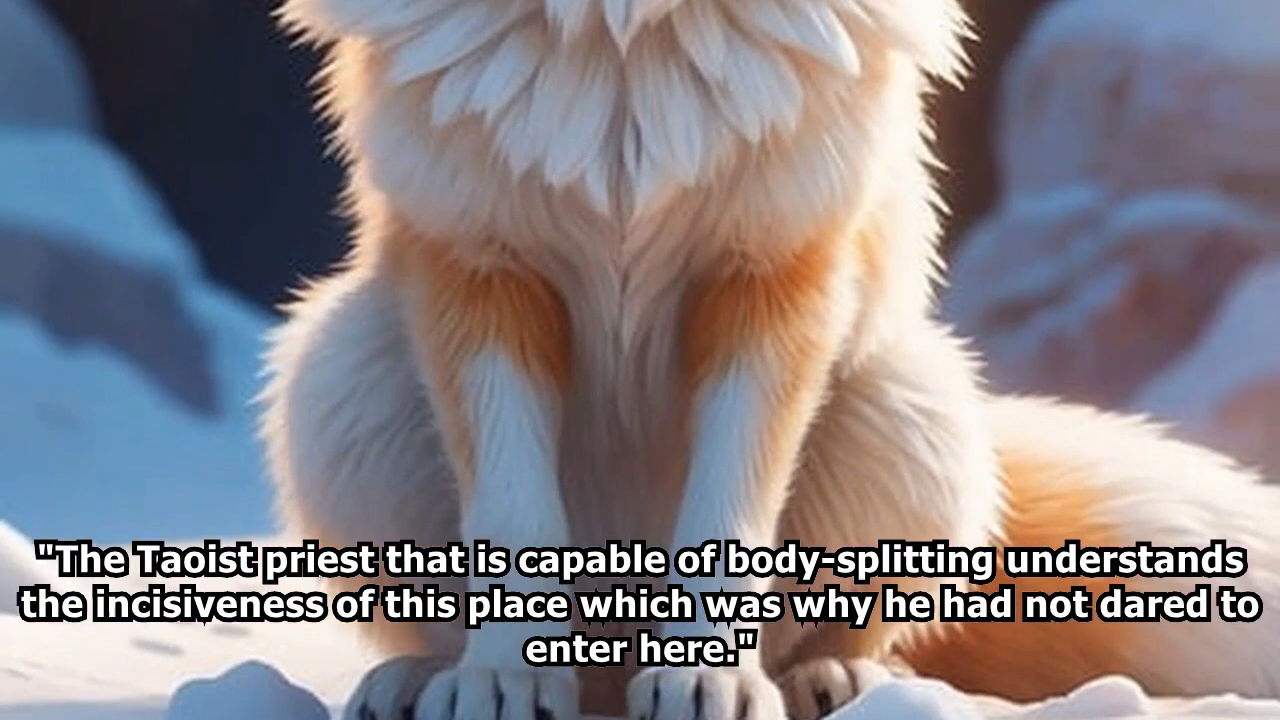 "The Taoist priest that is capable of body-splitting understands
the incisiveness of this place which was why he had not dared to
enter here."